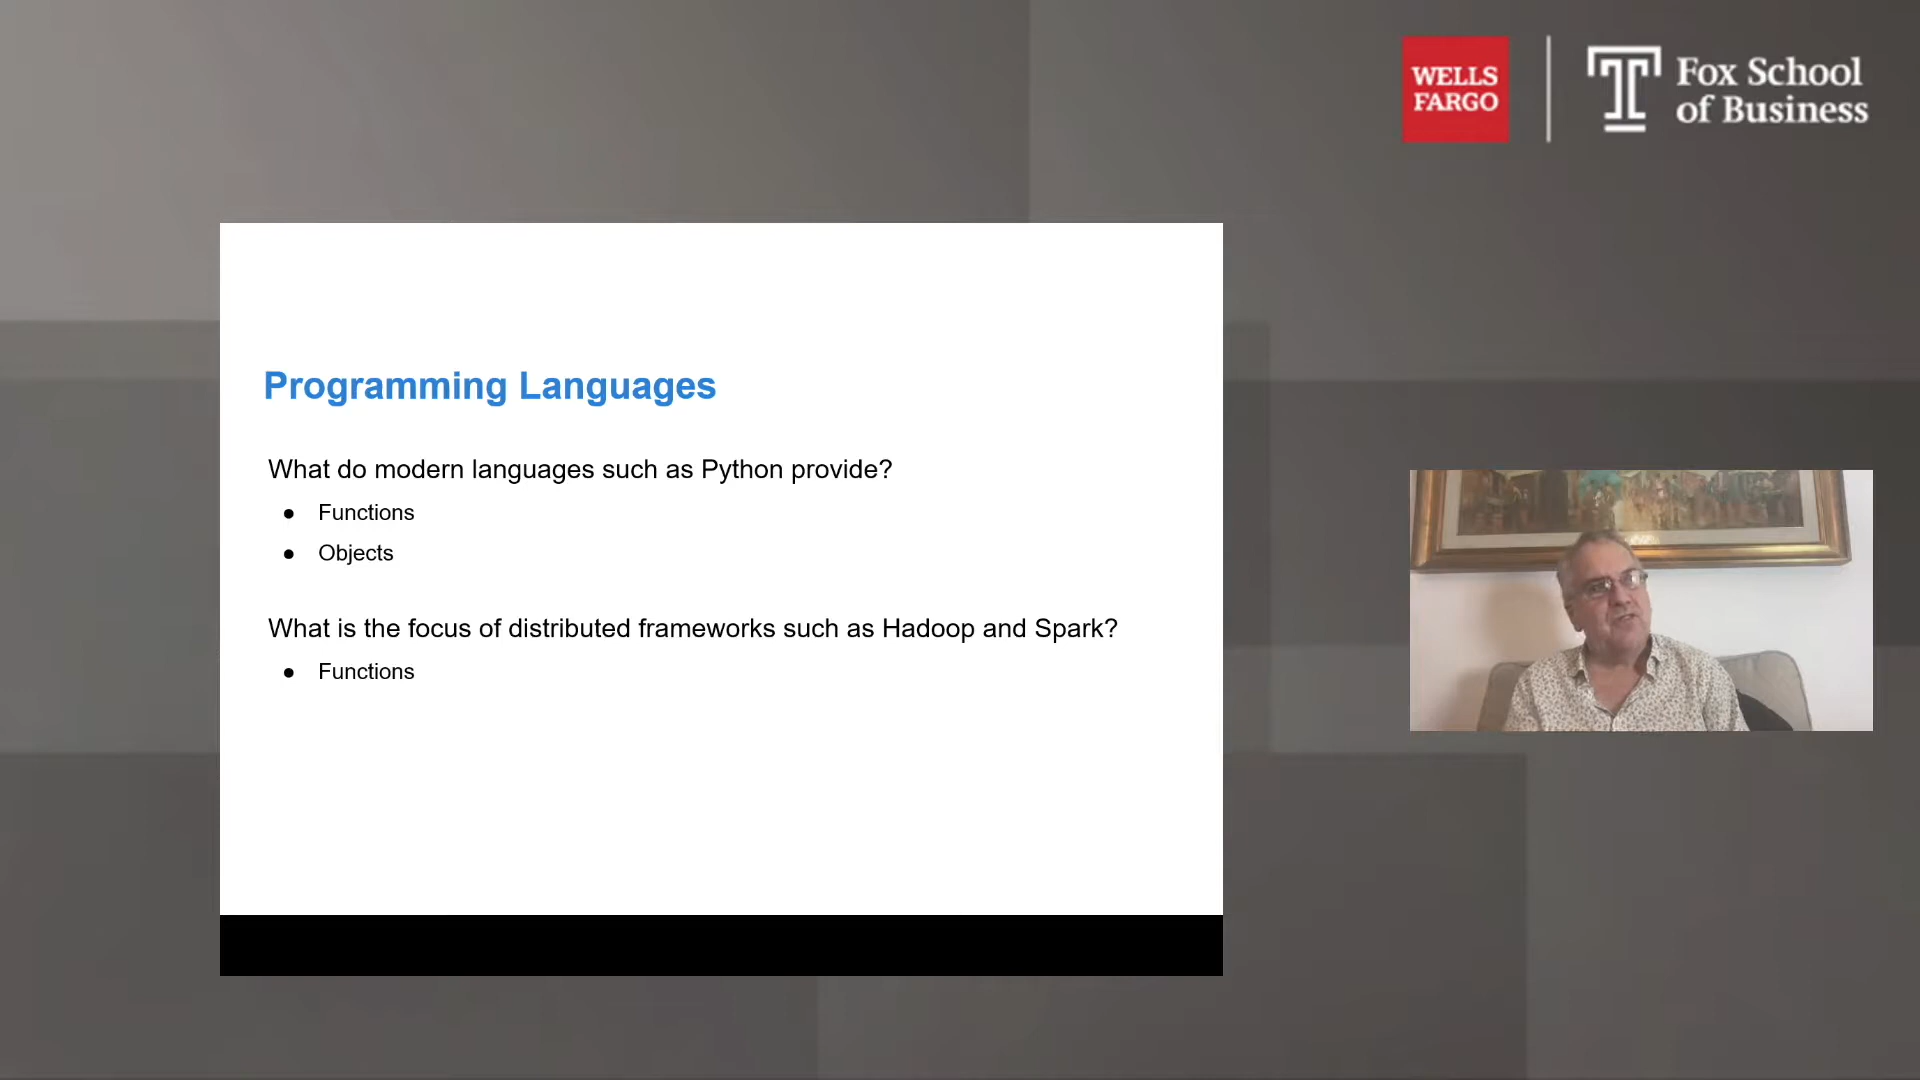 WELLS
FARGO
Fox School
of Business
Programming Languages
What do modern languages such as Python provide?
● Functions
● Objects
What is the focus of distributed frameworks such as Hadoop and Spark?
● Functions